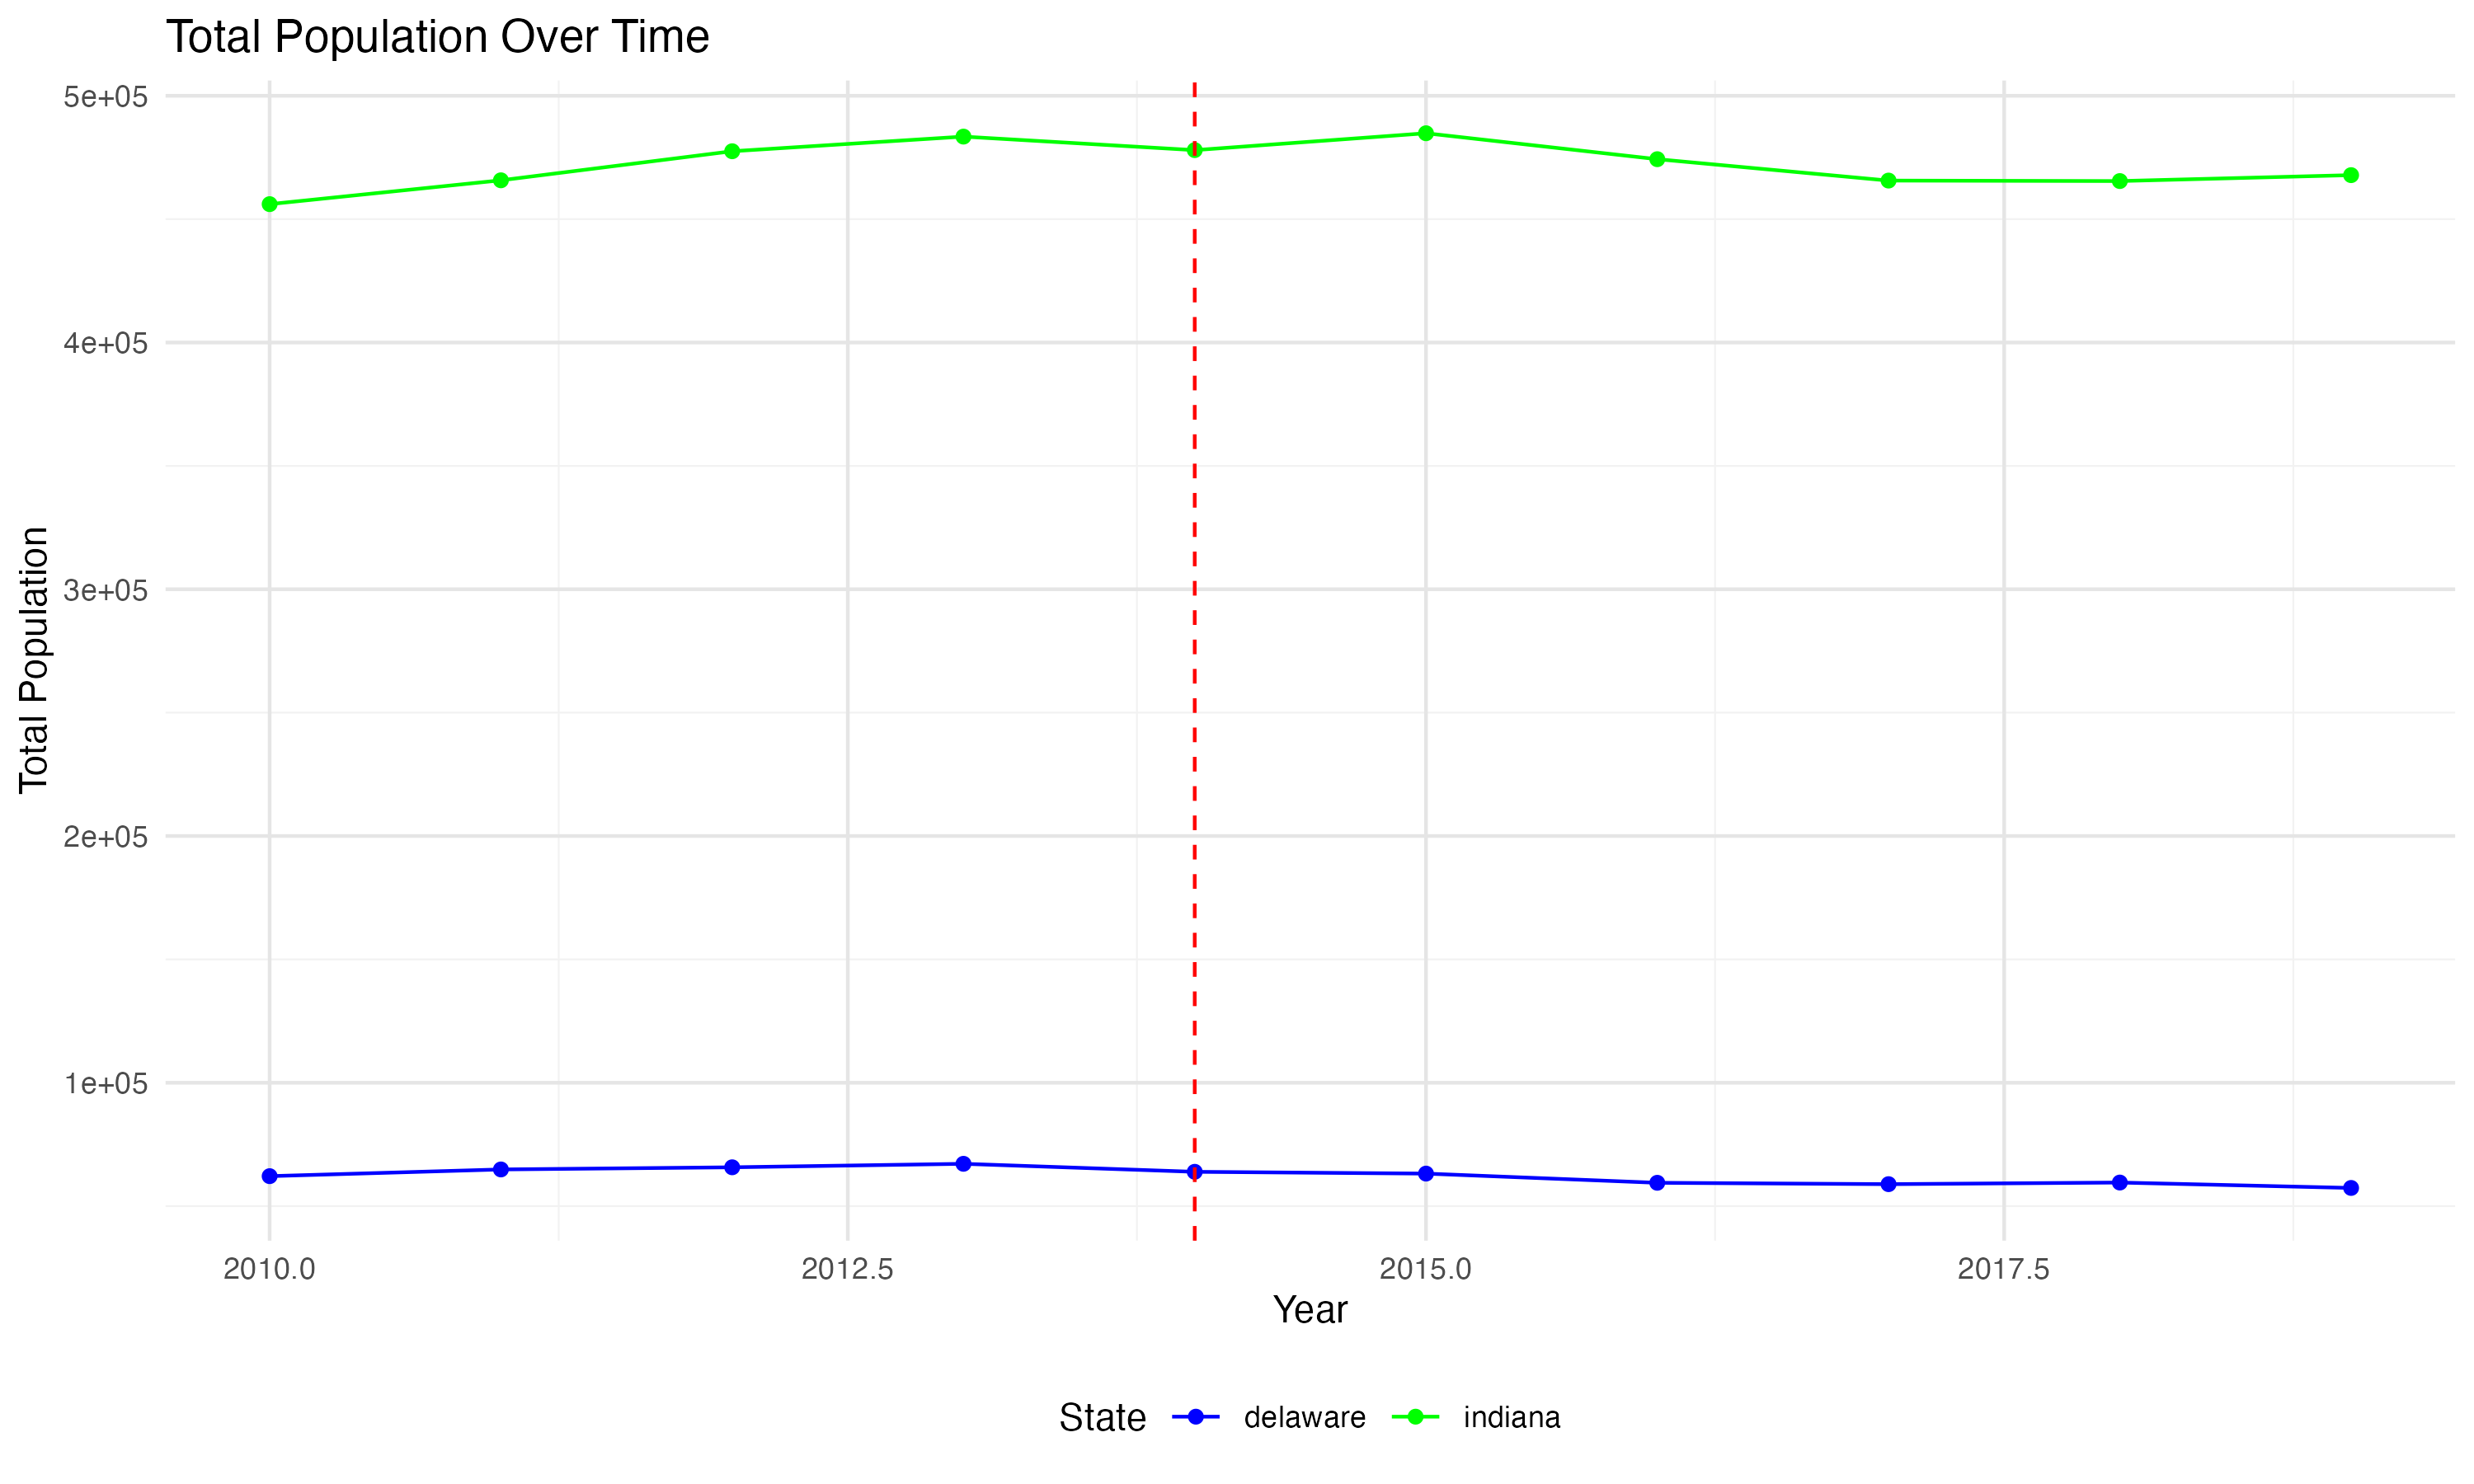 Total Population Over Time
5e+05
4e+05
3e+05
2e+05
1e+05
Total Population
2010.0 2012.5 2015.0 2017.5
Year
State delaware indiana